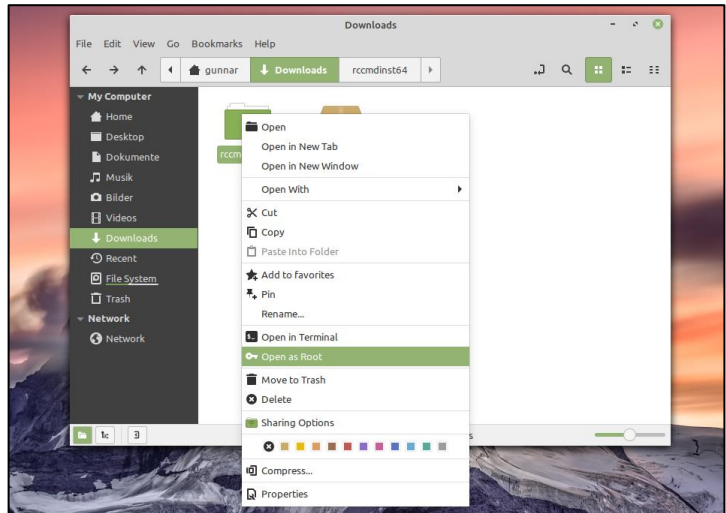 Downloads
File Edit View Go Bookmarks Help
gunnar Downloads rccmdinst64
My Computer
Home
Desktop
Dokumente
Musik
Bilder
Videos
Downloads
Recent
File System
Trash
Network
Network
Open
Open in New Tab
Open in New Window
Open With
Cut
Copy
Paste Into Folder
Add to favorites
Pin
Rename...
Open in Terminal
Open as Root
Move to Trash
Delete
Sharing Options
Compress...
Properties